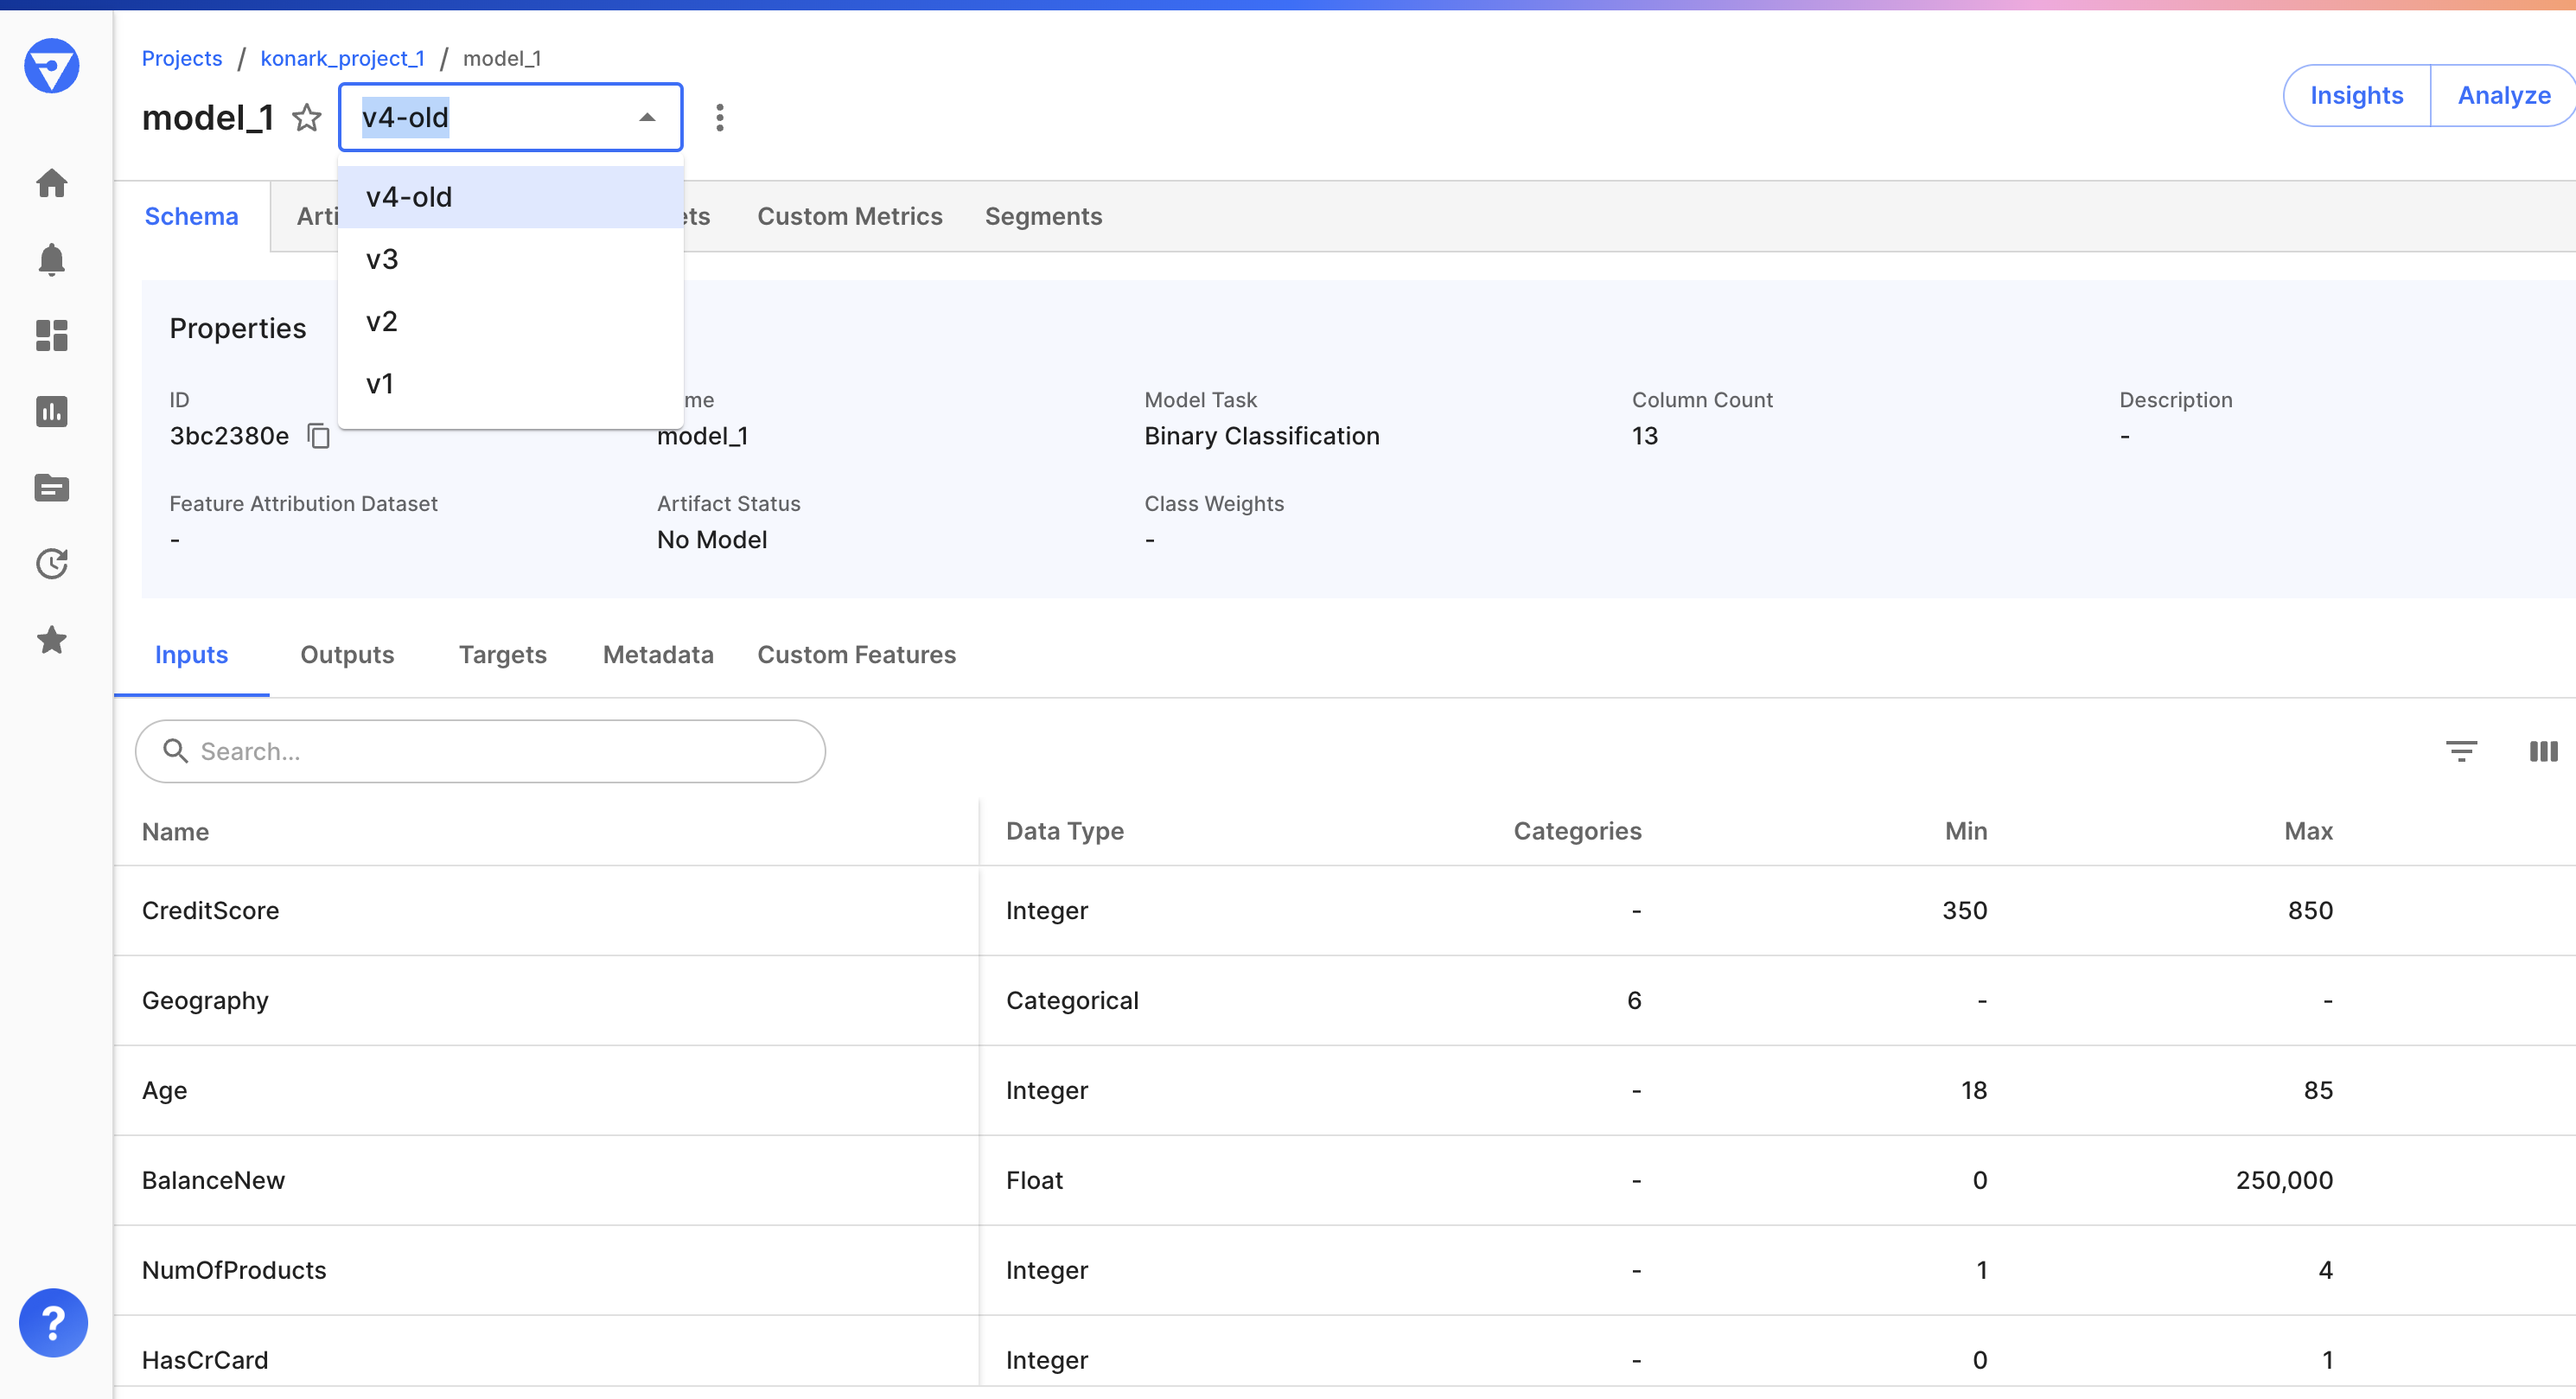 Projects / konark_project_1 / model_1
model_1 v4-old
Insights Analyze
v4-old
v3
v2
v1
Schema Custom Metrics Segments
Properties
ID Model Task Column Count Description
3bc2380e model_1 Binary Classification 13 -
Feature Attribution Dataset Artifact Status Class Weights
- No Model -
Inputs Outputs Targets Metadata Custom Features
Search...
Name Data Type Categories Min Max
CreditScore Integer - 350 850
Geography Categorical 6 - -
Age Integer - 18 85
BalanceNew Float - 0 250,000
NumOfProducts Integer - 1 4
HasCrCard Integer - 0 1
?